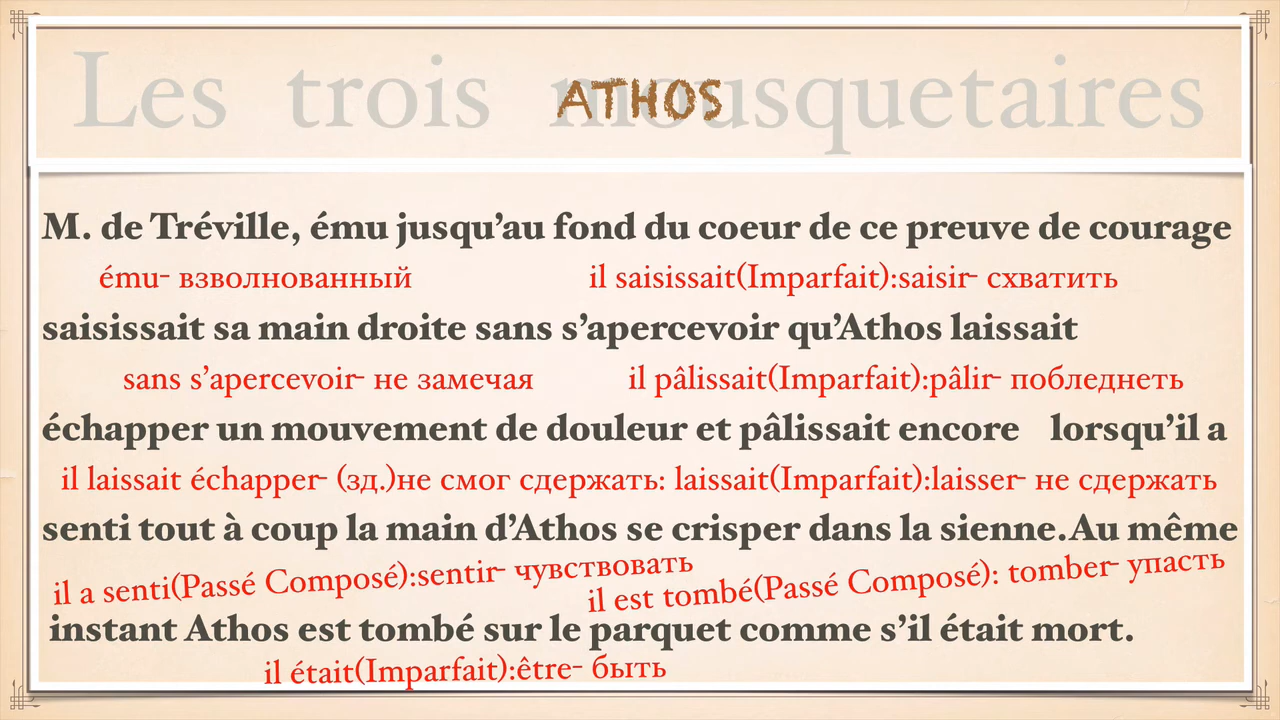 Les trois mousquetaires
ATHOS
M. de Tréville, ému jusqu’au fond du coeur de ce preuve de courage
ému- взволнованный il saisissait(Imparfait):saisir- схватить
saisissait sa main droite sans s’apercevoir qu’Athos laissait
sans s’apercevoir- не замечая il pâlissait(Imparfait):pâlir- побледнеть
échapper un mouvement de douleur et pâlissait encore lorsqu’il a
il laissait échapper- (зд.)не смог сдержать: laissait(Imparfait):laisser- не сдержать
senti tout à coup la main d’Athos se crisper dans la sienne.Au même
il a senti(Passé Composé):sentir- чувствовать
il est tombé(Passé Composé): tomber- упасть
instant Athos est tombé sur le parquet comme s’il était mort.
il était(Imparfait):être- быть